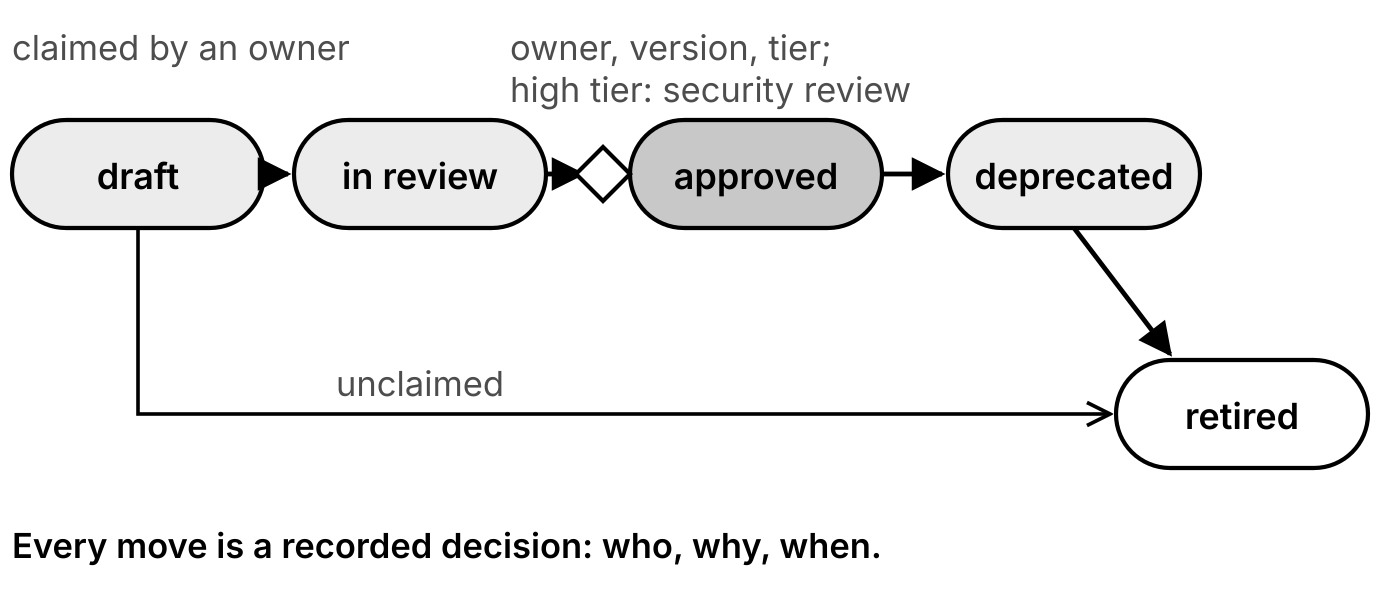 claimed by an owner
owner, version, tier;
high tier: security review
draft
in review
approved
deprecated
unclaimed
retired
Every move is a recorded decision: who, why, when.